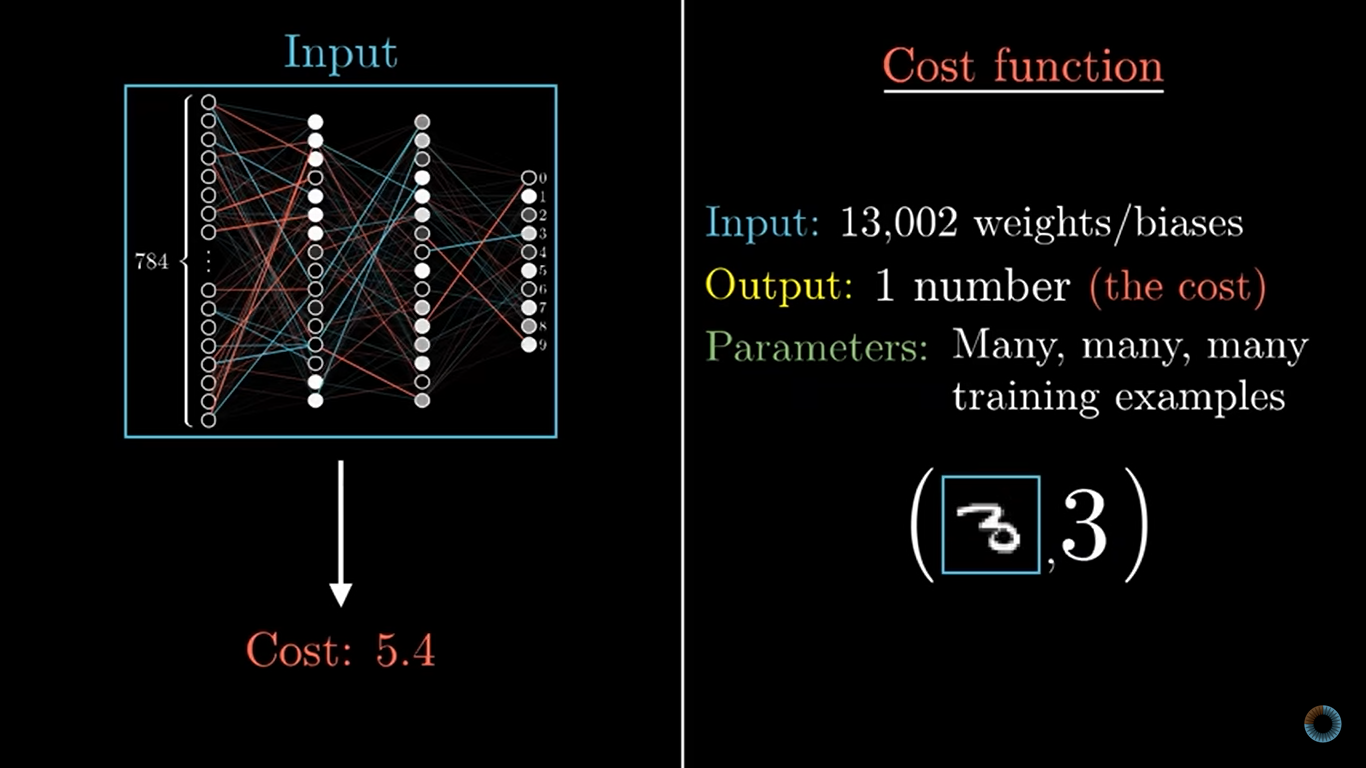 Input
784
0
1
2
3
4
5
6
7
8
9
Cost: 5.4
Cost function
Input: 13,002 weights/biases
Output: 1 number (the cost)
Parameters: Many, many, many
training examples
(3,3)